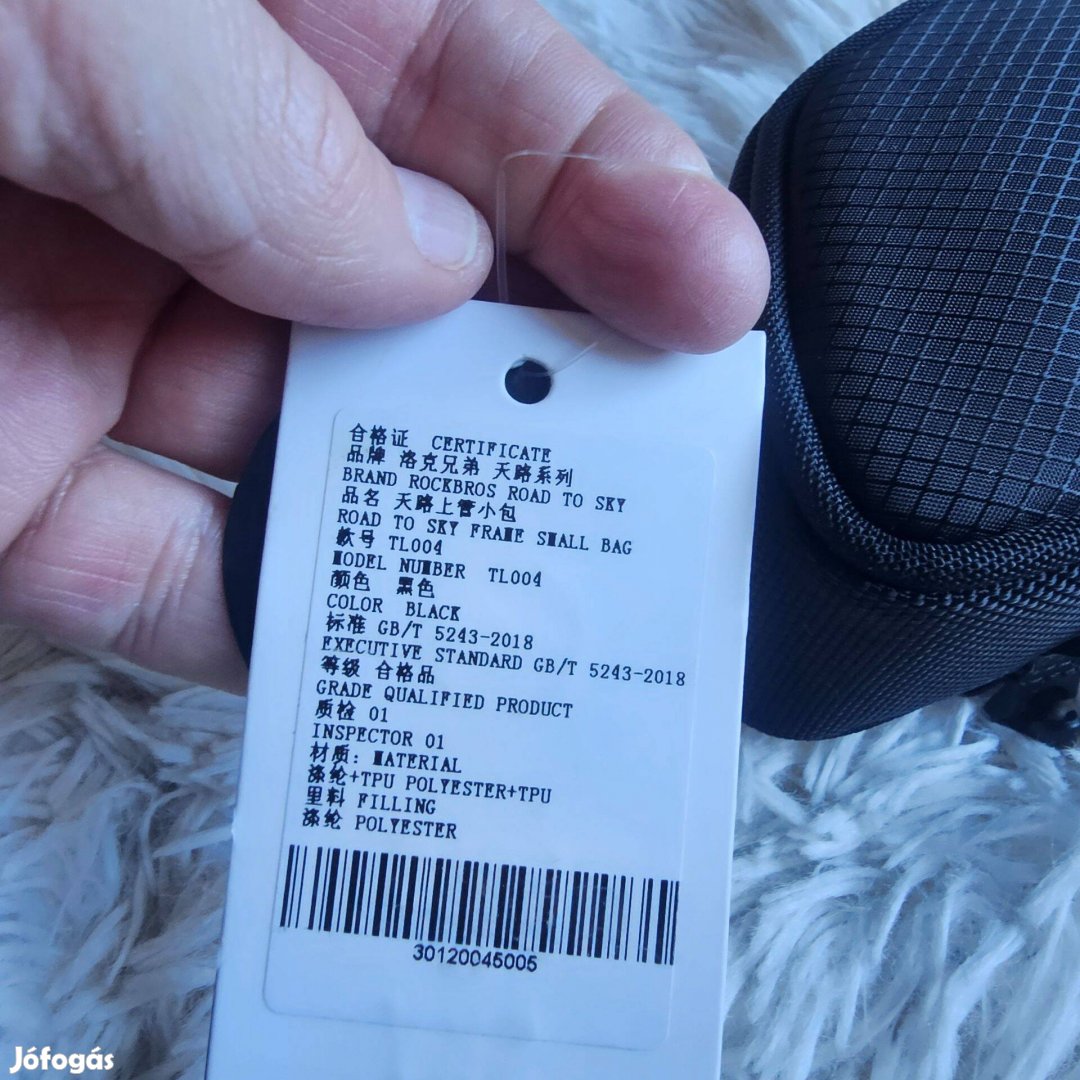 合格证 CERTIFICATE
品牌 洛克兄弟 天路系列
BRAND ROCKBROS ROAD TO SKY
品名 天路上管小包
ROAD TO SKY FRAME SMALL BAG
款号 TL004
MODEL NUMBER TL004
颜色 黑色
COLOR BLACK
标准 GB/T 5243-2018
EXECUTIVE STANDARD GB/T 5243-2018
等级 合格品
GRADE QUALIFIED PRODUCT
质检 01
INSPECTOR 01
材质: MATERIAL
涤纶+TPU POLYESTER+TPU
里料 FILLING
涤纶 POLYESTER
30120045005
Jófogás